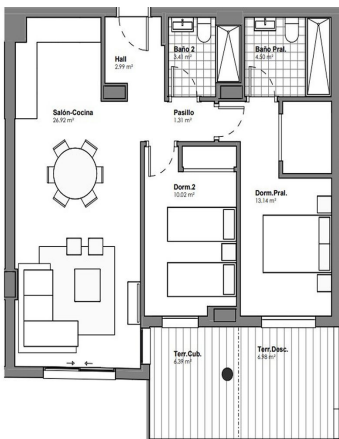 Hall
2.99 m²
Baño 2
3.41 m²
Baño Pral.
4.50 m²
Salón-Cocina
26.92 m²
Pasillo
1.31 m²
Dorm.2
10.02 m²
Dorm.Pral.
13,14 m²
Terr.Cub.
6.39 m²
Terr.Desc.
6.98 m²